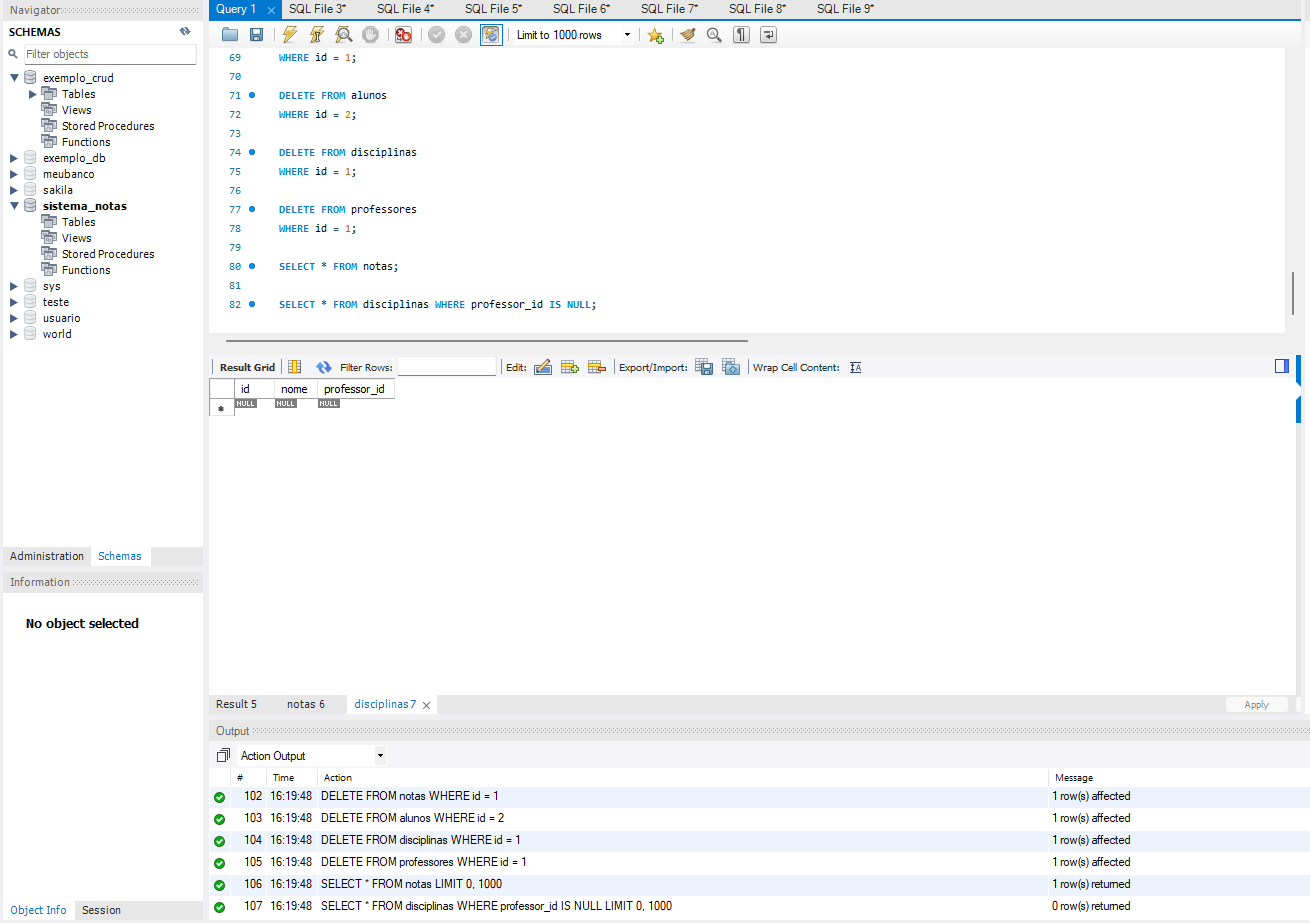 Navigator
SCHEMAS
Filter objects
exemplo_crud
Tables
Views
Stored Procedures
Functions
exemplo_db
meubanco
sakila
sistema_notas
Tables
Views
Stored Procedures
Functions
sys
teste
usuario
world
Administration Schemas
Information
No object selected
Object Info Session
Query 1 SQL File 3* SQL File 4* SQL File 5* SQL File 6* SQL File 7* SQL File 8* SQL File 9*
Limit to 1000 rows
69 WHERE id = 1;
70
71 DELETE FROM alunos
72 WHERE id = 2;
73
74 DELETE FROM disciplinas
75 WHERE id = 1;
76
77 DELETE FROM professores
78 WHERE id = 1;
79
80 SELECT * FROM notas;
81
82 SELECT * FROM disciplinas WHERE professor_id IS NULL;
Result Grid Filter Rows: Edit: Export/Import: Wrap Cell Content:
id nome professor_id
NULL NULL NULL
Result 5 notas 6 disciplinas 7 Apply
Output
Action Output
# Time Action Message
102 16:19:48 DELETE FROM notas WHERE id = 1 1 row(s) affected
103 16:19:48 DELETE FROM alunos WHERE id = 2 1 row(s) affected
104 16:19:48 DELETE FROM disciplinas WHERE id = 1 1 row(s) affected
105 16:19:48 DELETE FROM professores WHERE id = 1 1 row(s) affected
106 16:19:48 SELECT * FROM notas LIMIT 0, 1000 1 row(s) returned
107 16:19:48 SELECT * FROM disciplinas WHERE professor_id IS NULL LIMIT 0, 1000 0 row(s) returned